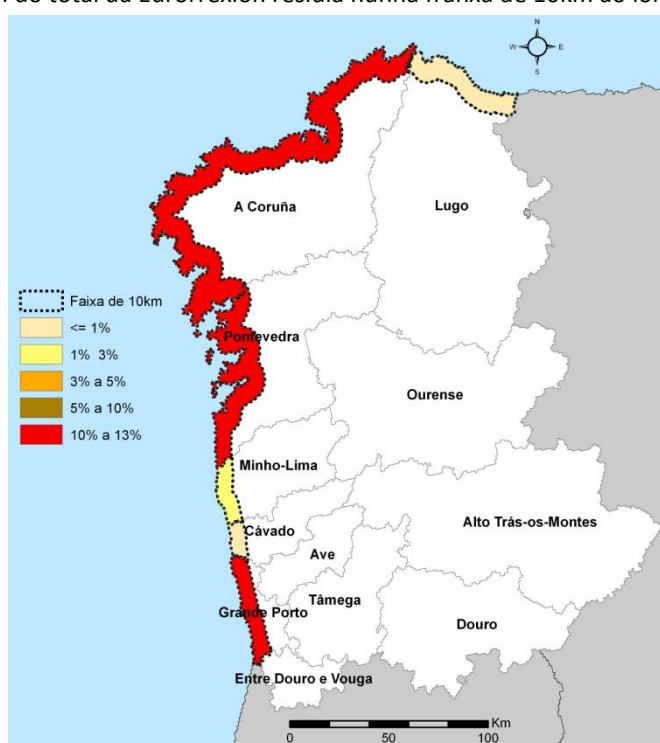 do total da Eurorrexión residía nunha franxa de 10km ao
N
W E
S
A Coruña
Lugo
Faixa de 10km
<= 1%
1% 3%
3% a 5%
5% a 10%
10% a 13%
Pontevedra
Ourense
Minho-Lima
Alto Trás-os-Montes
Cávado
Ave
Tâmega
Grande Porto
Douro
Entre Douro e Vouga
Km
0 50 100